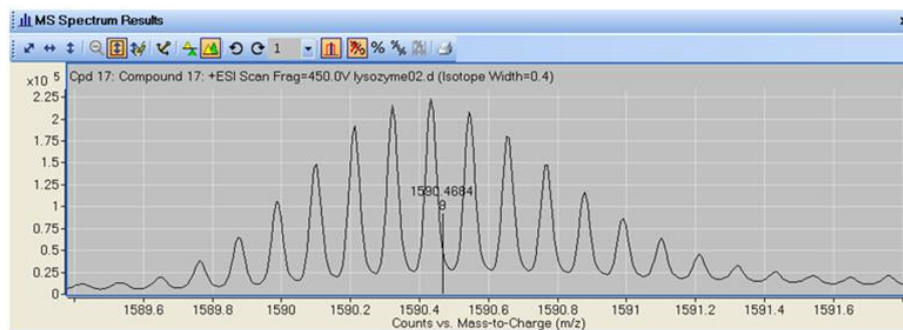 MS Spectrum Results
1
x10 5
Cpd 17: Compound 17: +ESI Scan Frag=450.0V lysozyme02.d (Isotope Width=0.4)
2.25
2
1.75
1.5
1.25
1
0.75
0.5
0.25
0
1590.4684
1589.6 1589.8 1590 1590.2 1590.4 1590.6 1590.8 1591 1591.2 1591.4 1591.6
Counts vs. Mass-to-Charge (m/z)